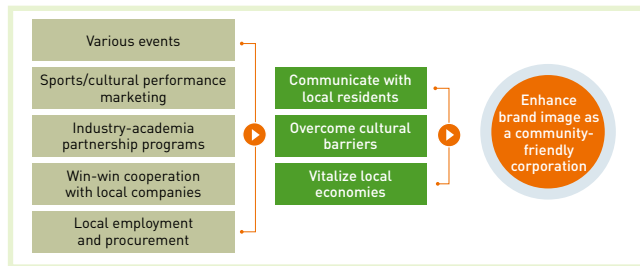 Various events
Sports/cultural performance
marketing
Industry-academia
partnership programs
Win-win cooperation
with local companies
Local employment
and procurement
Communicate with
local residents
Overcome cultural
barriers
Vitalize local
economies
Enhance
brand image as
a community-
friendly
corporation